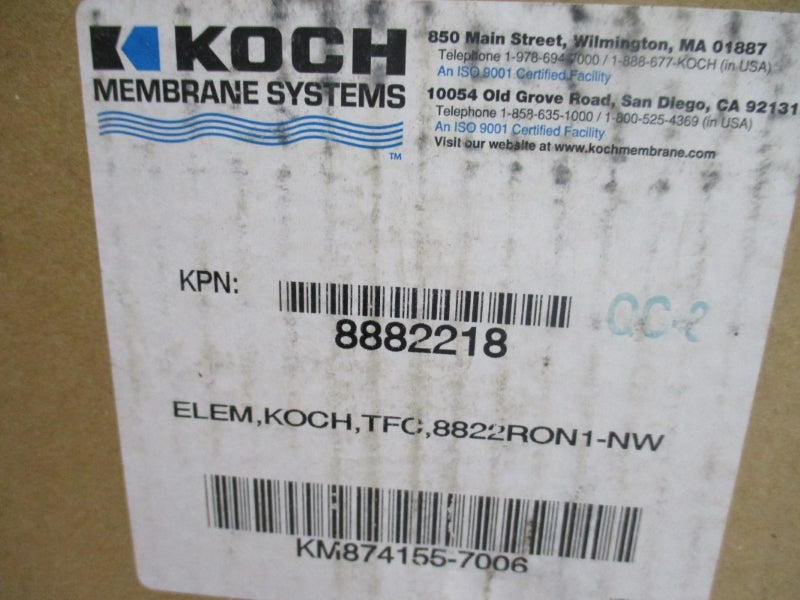 KOCH
MEMBRANE SYSTEMS
TM
850 Main Street, Wilmington, MA 01887
Telephone 1-978-694-7000 / 1-888-677-KOCH (in USA)
An ISO 9001 Certified Facility
10054 Old Grove Road, San Diego, CA 92131
Telephone 1-858-635-1000 / 1-800-525-4369 (in USA)
An ISO 9001 Certified Facility
Visit our website at www.kochmembrane.com
KPN:
8882218
QC-2
ELEM,KOCH,TFC,8822RON1-NW
KM874155-7006